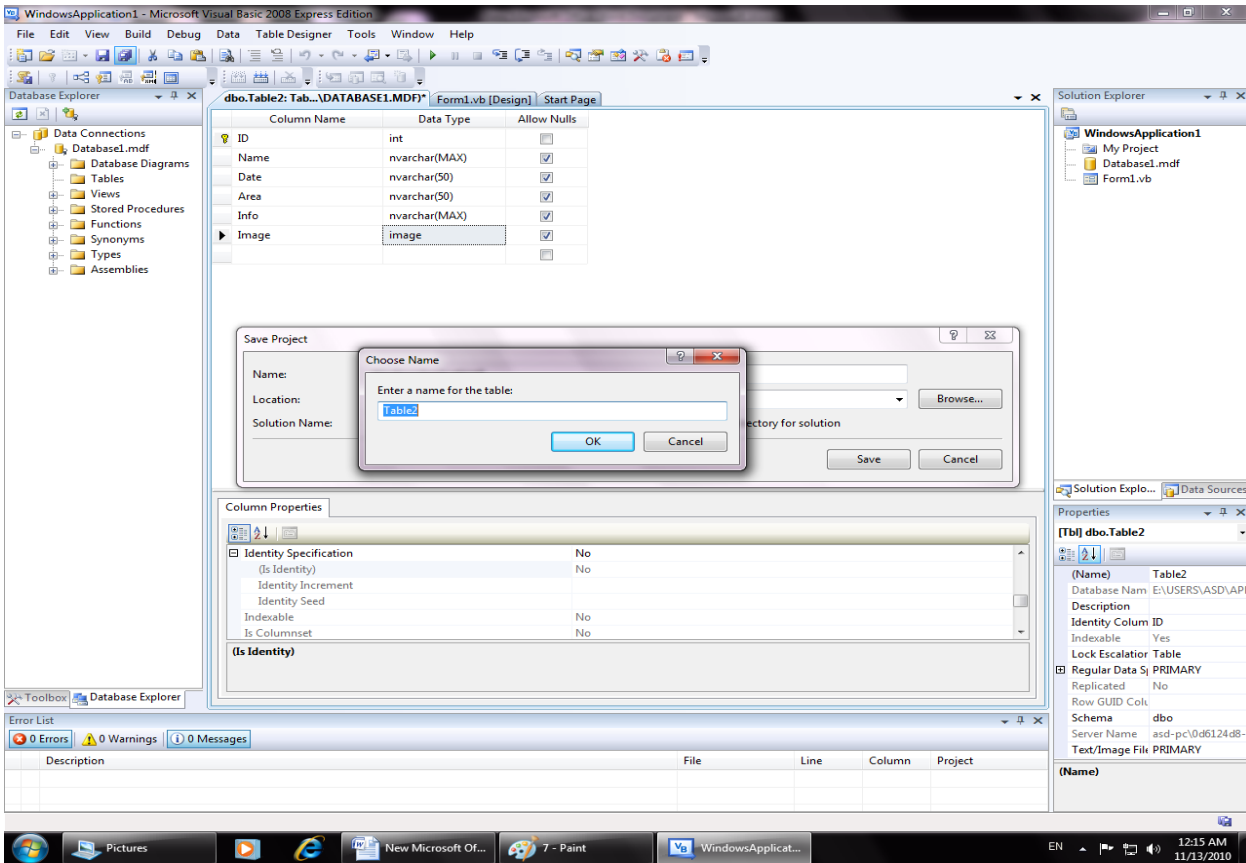 WindowsApplication1 - Microsoft Visual Basic 2008 Express Edition
File Edit View Build Debug Data Table Designer Tools Window Help
Database Explorer
Data Connections
Database1.mdf
Database Diagrams
Tables
Views
Stored Procedures
Functions
Synonyms
Types
Assemblies
Toolbox Database Explorer
dbo.Table2: Tab...\DATABASE1.MDF)* Form1.vb [Design] Start Page
Column Name Data Type Allow Nulls
ID int
Name nvarchar(MAX)
Date nvarchar(50)
Area nvarchar(50)
Info nvarchar(MAX)
Image image
Save Project
Name:
Location: Browse...
Solution Name: ectory for solution
Save Cancel
Choose Name
Enter a name for the table:
Table2
OK Cancel
Column Properties
Identity Specification No
(Is Identity) No
Identity Increment
Identity Seed
Indexable No
Is Columnset No
(Is Identity)
Solution Explorer
WindowsApplication1
My Project
Database1.mdf
Form1.vb
Solution Explo... Data Sources
Properties
[Tbl] dbo.Table2
(Name) Table2
Database Nam E:\USERS\ASD\API
Description
Identity Colum ID
Indexable Yes
Lock Escalation Table
Regular Data Sp PRIMARY
Replicated No
Row GUID Colu
Schema dbo
Server Name asd-pc\0d6124d8-
Text/Image File PRIMARY
(Name)
Error List
0 Errors 0 Warnings 0 Messages
Description File Line Column Project
Pictures New Microsoft Of... 7 - Paint WindowsApplicat... EN 12:15 AM
11/13/2010